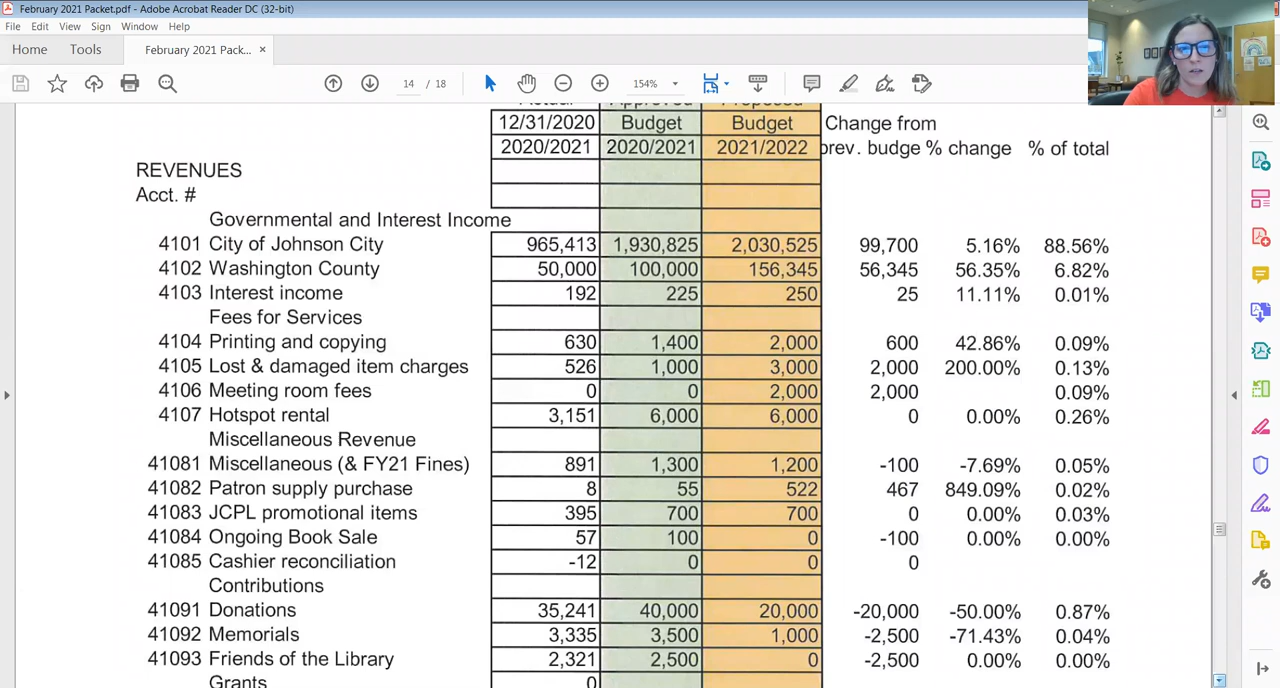 February 2021 Packet.pdf - Adobe Acrobat Reader DC (32-bit)
File Edit View Sign Window Help
Home Tools February 2021 Pack... ×
14 / 18 154%
Actual Approved Proposed
12/31/2020 Budget Budget Change from
2020/2021 2020/2021 2021/2022 prev. budge % change % of total
REVENUES
Acct. #
Governmental and Interest Income
4101 City of Johnson City 965,413 1,930,825 2,030,525 99,700 5.16% 88.56%
4102 Washington County 50,000 100,000 156,345 56,345 56.35% 6.82%
4103 Interest income 192 225 250 25 11.11% 0.01%
Fees for Services
4104 Printing and copying 630 1,400 2,000 600 42.86% 0.09%
4105 Lost & damaged item charges 526 1,000 3,000 2,000 200.00% 0.13%
4106 Meeting room fees 0 0 2,000 2,000 0.09%
4107 Hotspot rental 3,151 6,000 6,000 0 0.00% 0.26%
Miscellaneous Revenue
41081 Miscellaneous (& FY21 Fines) 891 1,300 1,200 -100 -7.69% 0.05%
41082 Patron supply purchase 8 55 522 467 849.09% 0.02%
41083 JCPL promotional items 395 700 700 0 0.00% 0.03%
41084 Ongoing Book Sale 57 100 0 -100 0.00% 0.00%
41085 Cashier reconciliation -12 0 0 0
Contributions
41091 Donations 35,241 40,000 20,000 -20,000 -50.00% 0.87%
41092 Memorials 3,335 3,500 1,000 -2,500 -71.43% 0.04%
41093 Friends of the Library 2,321 2,500 0 -2,500 0.00% 0.00%
Grants 0